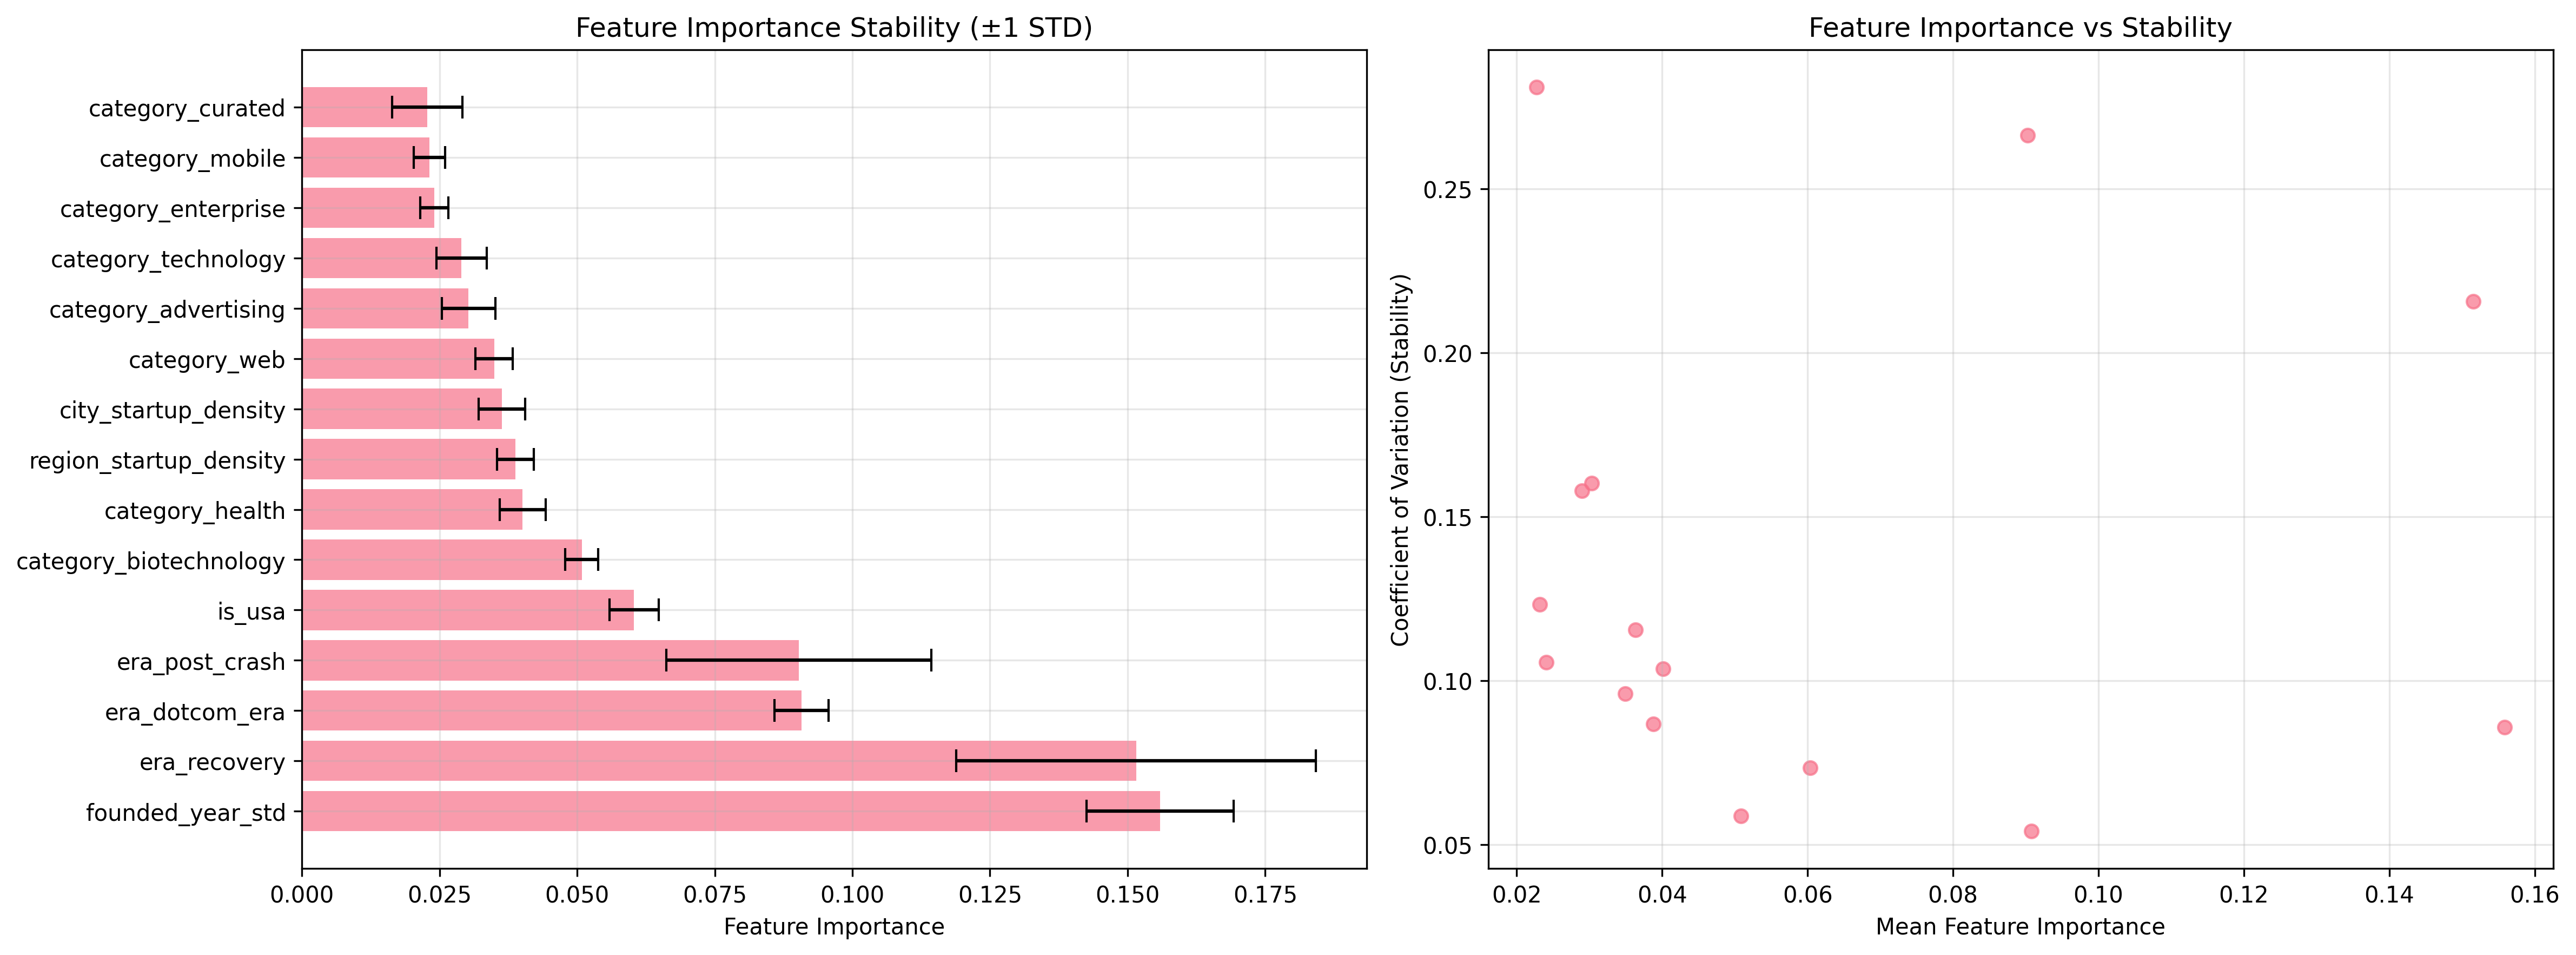 Feature Importance Stability (±1 STD)
category_curated
category_mobile
category_enterprise
category_technology
category_advertising
category_web
city_startup_density
region_startup_density
category_health
category_biotechnology
is_usa
era_post_crash
era_dotcom_era
era_recovery
founded_year_std
0.000 0.025 0.050 0.075 0.100 0.125 0.150 0.175
Feature Importance
Feature Importance vs Stability
Coefficient of Variation (Stability)
0.25
0.20
0.15
0.10
0.05
0.02 0.04 0.06 0.08 0.10 0.12 0.14 0.16
Mean Feature Importance